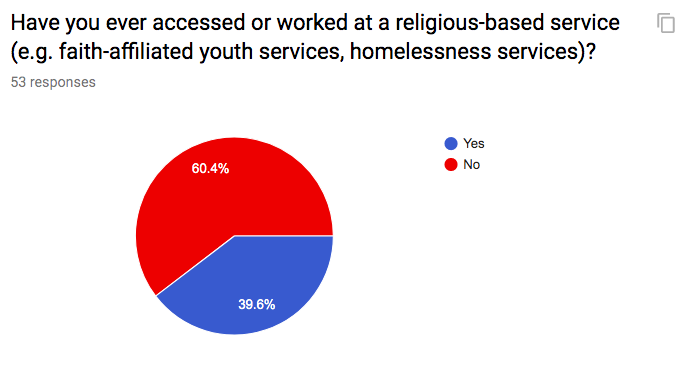 Have you ever accessed or worked at a religious-based service
(e.g. faith-affiliated youth services, homelessness services)?
53 responses
Yes
No
60.4%
39.6%